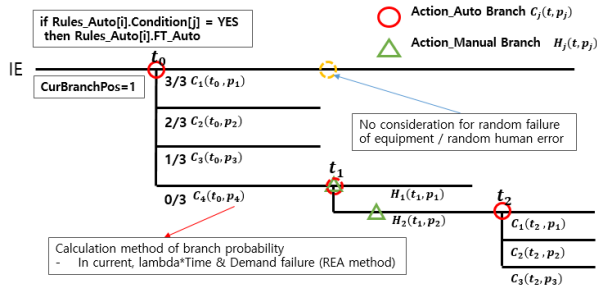 if Rules_Auto[i].Condition[j] = YES
then Rules_Auto[i].FT_Auto
Action_Auto Branch C_j(t, p_j)
Action_Manual Branch H_j(t, p_j)
t_0
IE
CurBranchPos=1
3/3 C_1(t_0, p_1)
2/3 C_2(t_0, p_2)
1/3 C_3(t_0, p_3)
0/3 C_4(t_0, p_4)
No consideration for random failure
of equipment / random human error
t_1
H_1(t_1, p_1)
H_2(t_1, p_2)
t_2
C_1(t_2, p_1)
C_2(t_2, p_2)
C_3(t_2, p_3)
Calculation method of branch probability
- In current, lambda*Time & Demand failure (REA method)